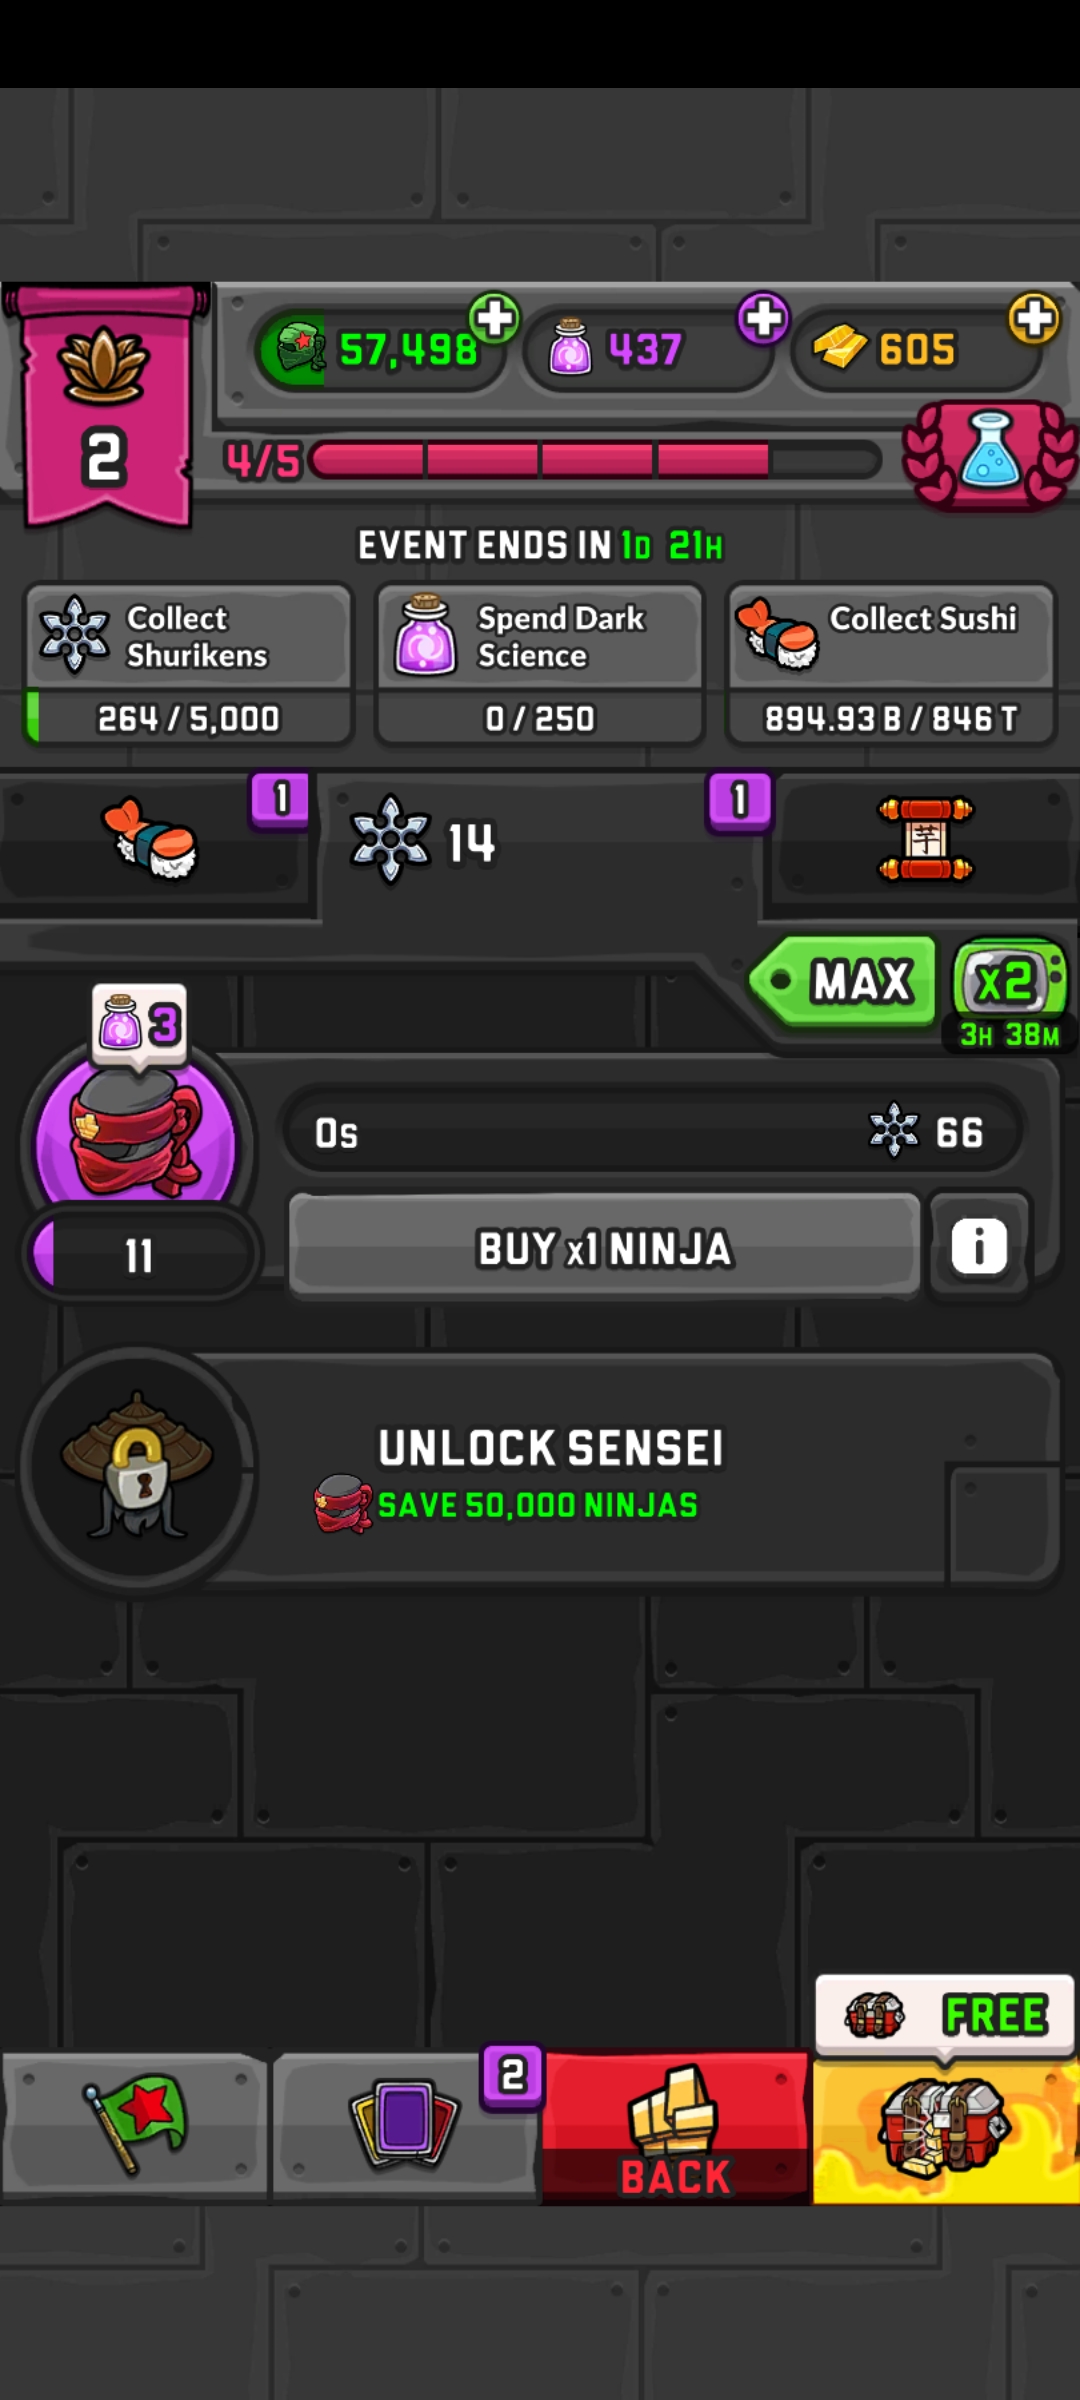 2
57,498
437
605
4/5
EVENT ENDS IN 1D 21H
Collect
Shurikens
264 / 5,000
Spend Dark
Science
0 / 250
Collect Sushi
894.93 B / 846 T
1
14
1
芋
MAX
x2
3H 38M
3
0s
66
11
BUY x1 NINJA
i
UNLOCK SENSEI
SAVE 50,000 NINJAS
FREE
2
BACK